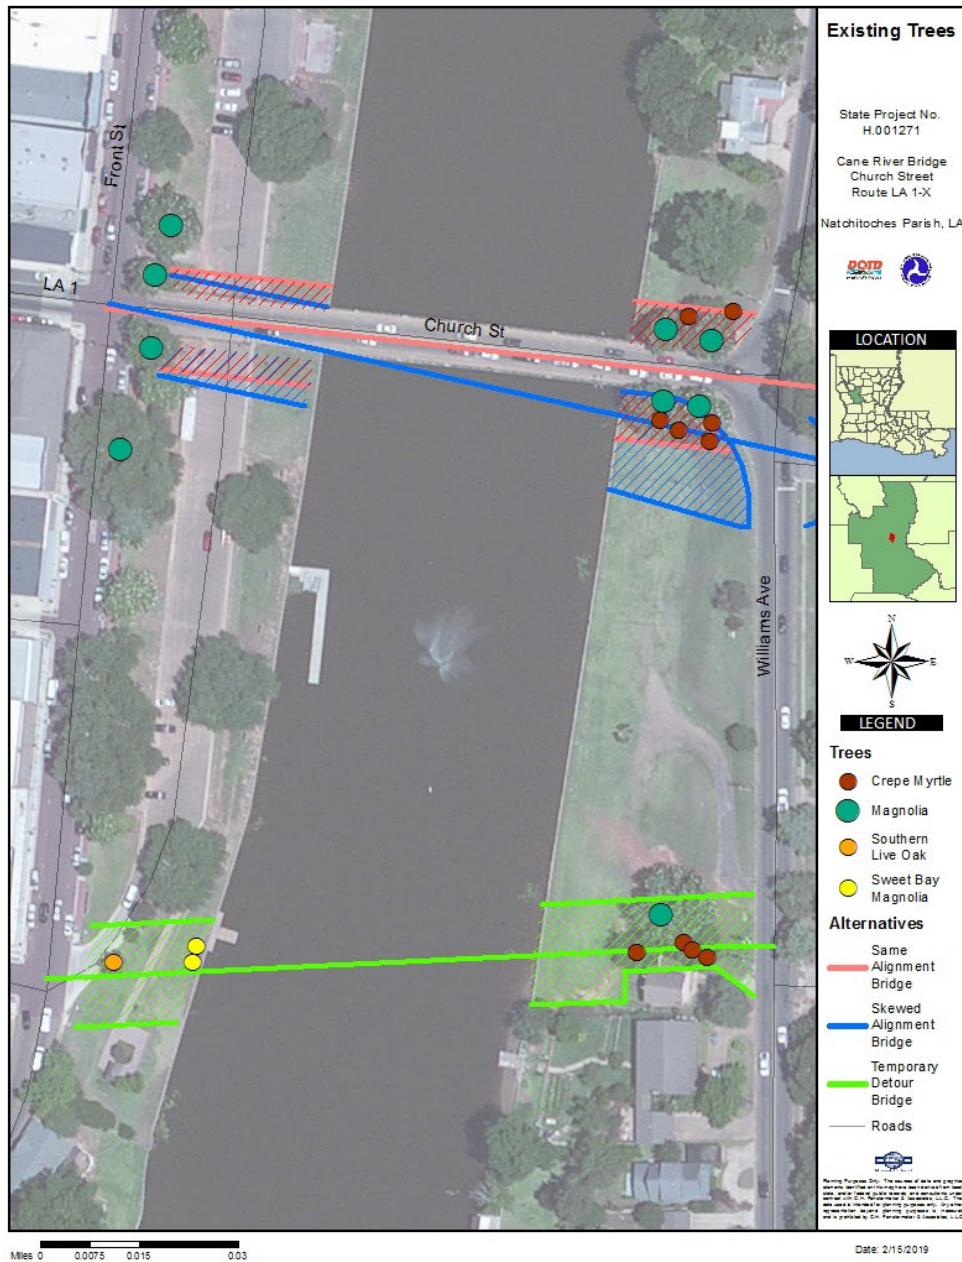 Existing Trees
State Project No.
H.001271
Cane River Bridge
Church Street
Route LA 1-X
Natchitoches Parish, LA
DOTD
LOCATION
N
W
E
S
LEGEND
Trees
Crepe Myrtle
Magnolia
Southern
Live Oak
Sweet Bay
Magnolia
Alternatives
Same
Alignment
Bridge
Skewed
Alignment
Bridge
Temporary
Detour
Bridge
Roads
Front St
LA 1
Church St
Williams Ave
Miles 0 0.0075 0.015 0.03
Date: 2/15/2019